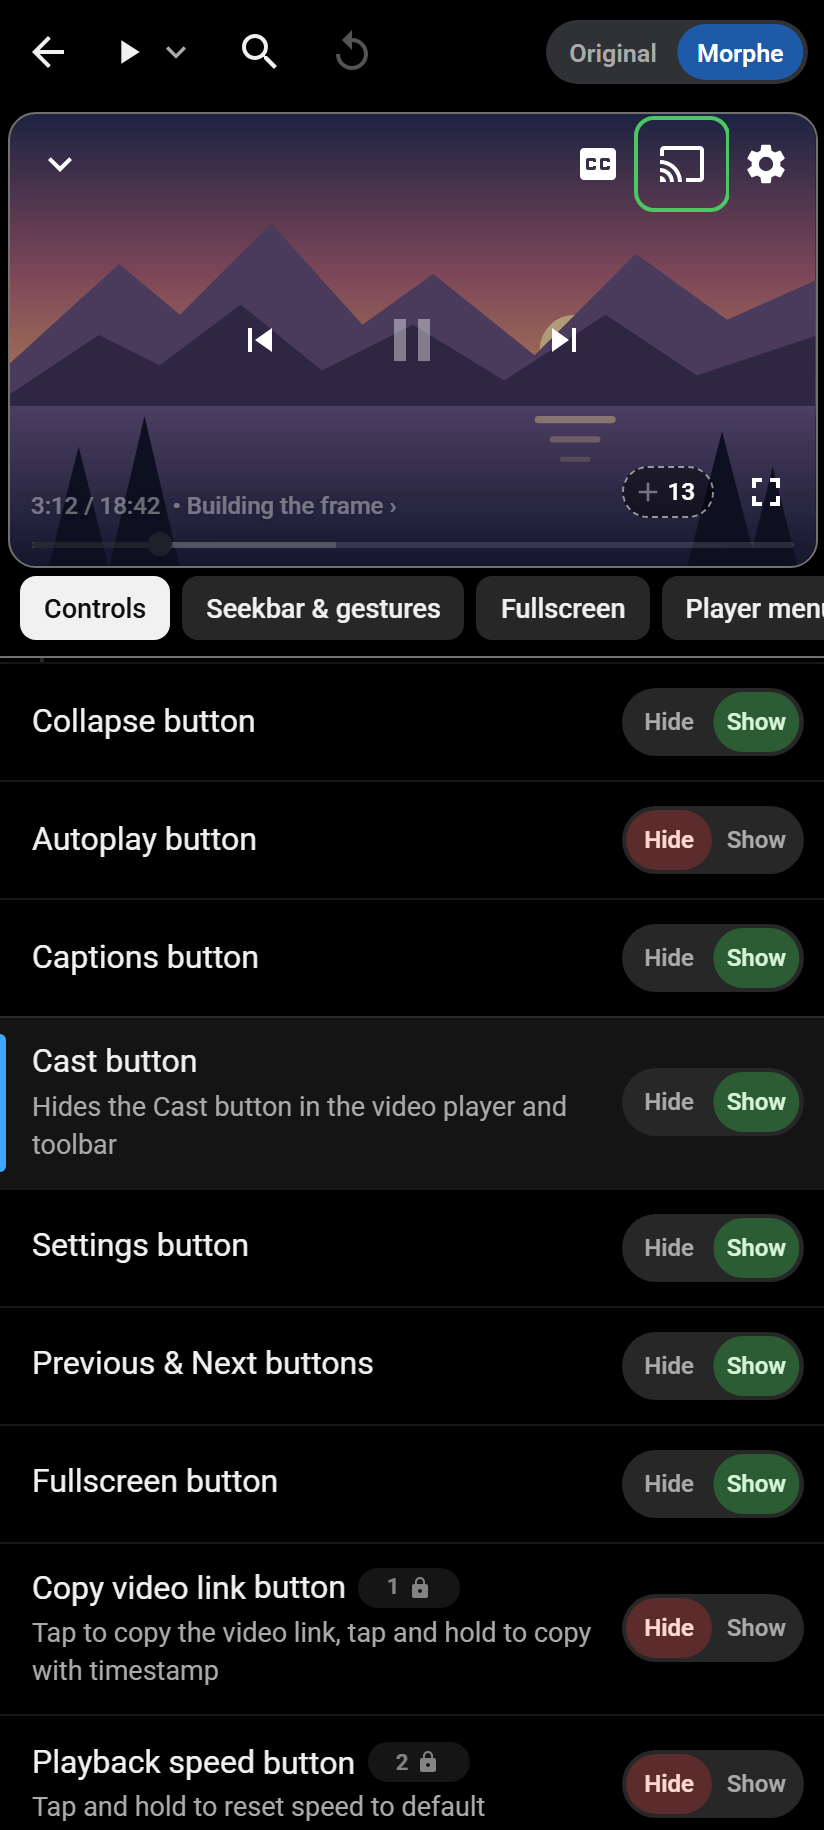 Original Morphe
CC
3:12 / 18:42 • Building the frame ›
+ 13
Controls Seekbar & gestures Fullscreen Player menu
Collapse button Hide Show
Autoplay button Hide Show
Captions button Hide Show
Cast button
Hides the Cast button in the video player and
toolbar
Hide Show
Settings button Hide Show
Previous & Next buttons Hide Show
Fullscreen button Hide Show
Copy video link button 1
Tap to copy the video link, tap and hold to copy
with timestamp
Hide Show
Playback speed button 2
Tap and hold to reset speed to default
Hide Show